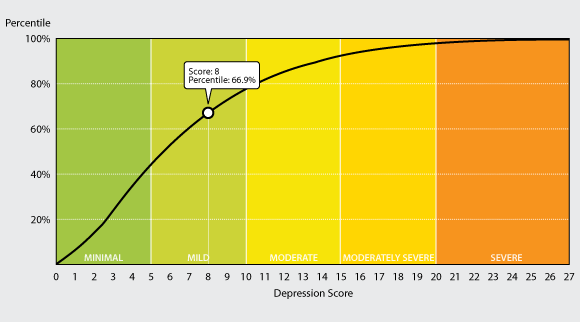 Percentile
100%
Score: 8
Percentile: 66.9%
80%
60%
40%
20%
MINIMAL MILD MODERATE MODERATELY SEVERE SEVERE
0 1 2 3 4 5 6 7 8 9 10 11 12 13 14 15 16 17 18 19 20 21 22 23 24 25 26 27
Depression Score